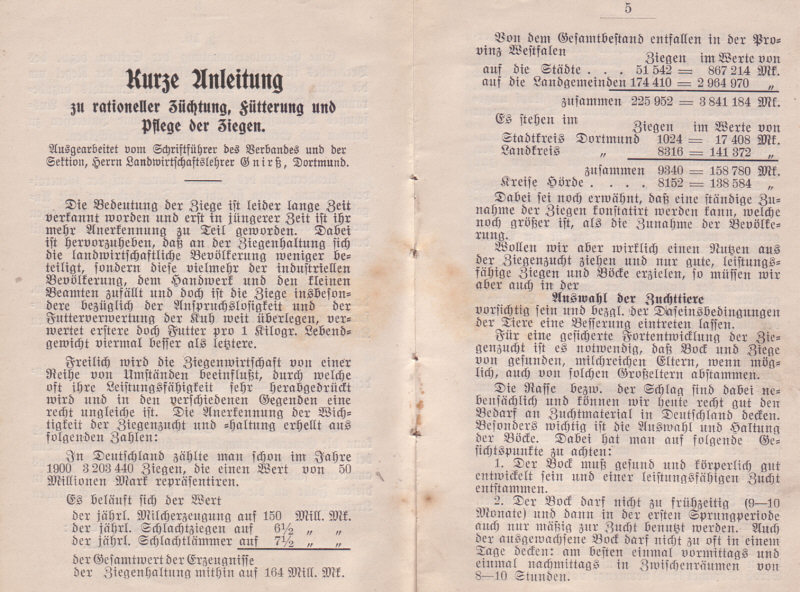 Kurze Anleitung
zu rationeller Züchtung, Fütterung und
Pflege der Ziegen.
Ausgearbeitet vom Schriftführer des Verbandes und der
Sektion, Herrn Landwirtschaftslehrer Gnirß, Dortmund.
Die Bedeutung der Ziege ist leider lange Zeit
verkannt worden und erst in jüngerer Zeit ist ihr
mehr Anerkennung zu Teil geworden. Dabei
ist hervorzuheben, daß an der Ziegenhaltung sich
die landwirtschaftliche Bevölkerung weniger be=
teiligt, sondern diese vielmehr der industriellen
Bevölkerung, dem Handwerk und den kleinen
Beamten zufällt und doch ist die Ziege insbeson=
dere bezüglich der Anspruchslosigkeit und der
Futterverwertung der Kuh weit überlegen, ver=
wertet erstere doch Futter pro 1 Kilogr. Lebend=
gewicht viermal besser als letztere.
Freilich wird die Ziegenwirtschaft von einer
Reihe von Umständen beeinflußt, durch welche
oft ihre Leistungsfähigkeit sehr herabgedrückt
wird und in den verschiedenen Gegenden eine
recht ungleiche ist. Die Anerkennung der Wich=
tigkeit der Ziegenzucht und =haltung erhellt aus
folgenden Zahlen:
In Deutschland zählte man schon im Jahre
1900 3 203 440 Ziegen, die einen Wert von 50
Millionen Mark repräsentiren.
Es beläuft sich der Wert
der jährl. Milcherzeugung auf 150 Mill. Mk.
der jährl. Schlachtziegen auf 6½ „ „
der jährl. Schlachtlämmer auf 7½ „ „
der Gesamtwert der Erzeugnisse
der Ziegenhaltung mithin auf 164 Mill. Mk.
5
Von dem Gesamtbestand entfallen in der Pro=
vinz Westfalen Ziegen im Werte von
auf die Städte . . . 51 542 = 867 214 Mk.
auf die Landgemeinden 174 410 = 2 964 970 „
zusammen 225 952 = 3 841 184 Mk.
Es stehen im Ziegen im Werte von
Stadtkreis Dortmund 1024 = 17 408 Mk.
Landkreis „ 8316 = 141 372 „
zusammen 9340 = 158 780 Mk.
Kreise Hörde . . . . 8152 = 138 584 „
Dabei sei noch erwähnt, daß eine ständige Zu=
nahme der Ziegen konstatirt werden kann, welche
noch größer ist, als die Zunahme der Bevölke=
rung.
Wollen wir aber wirklich einen Nutzen aus
der Ziegenzucht ziehen und nur gute, leistungs=
fähige Ziegen und Böcke erzielen, so müssen wir
aber auch in der
Auswahl der Zuchttiere
vorsichtig sein und bezgl. der Daseinsbedingungen
der Tiere eine Besserung eintreten lassen.
Für eine gesicherte Fortentwicklung der Zie=
genzucht ist es notwendig, daß Bock und Ziege
von gesunden, milchreichen Eltern, wenn mög=
lich, auch von solchen Großeltern abstammen.
Die Rasse bezw. der Schlag sind dabei ne=
bensächlich und können wir heute recht gut den
Bedarf an Zuchtmaterial in Deutschland decken.
Besonders wichtig ist die Auswahl und Haltung
der Böcke. Dabei hat man auf folgende Ge=
sichtspunkte zu achten:
1. Der Bock muß gesund und körperlich gut
entwickelt sein und einer leistungsfähigen Zucht
entstammen.
2. Der Bock darf nicht zu frühzeitig (9—10
Monate) und dann in der ersten Sprungperiode
auch nur mäßig zur Zucht benutzt werden. Auch
der ausgewachsene Bock darf nicht zu oft in einem
Tage decken: am besten einmal vormittags und
einmal nachmittags in Zwischenräumen von
8—10 Stunden.